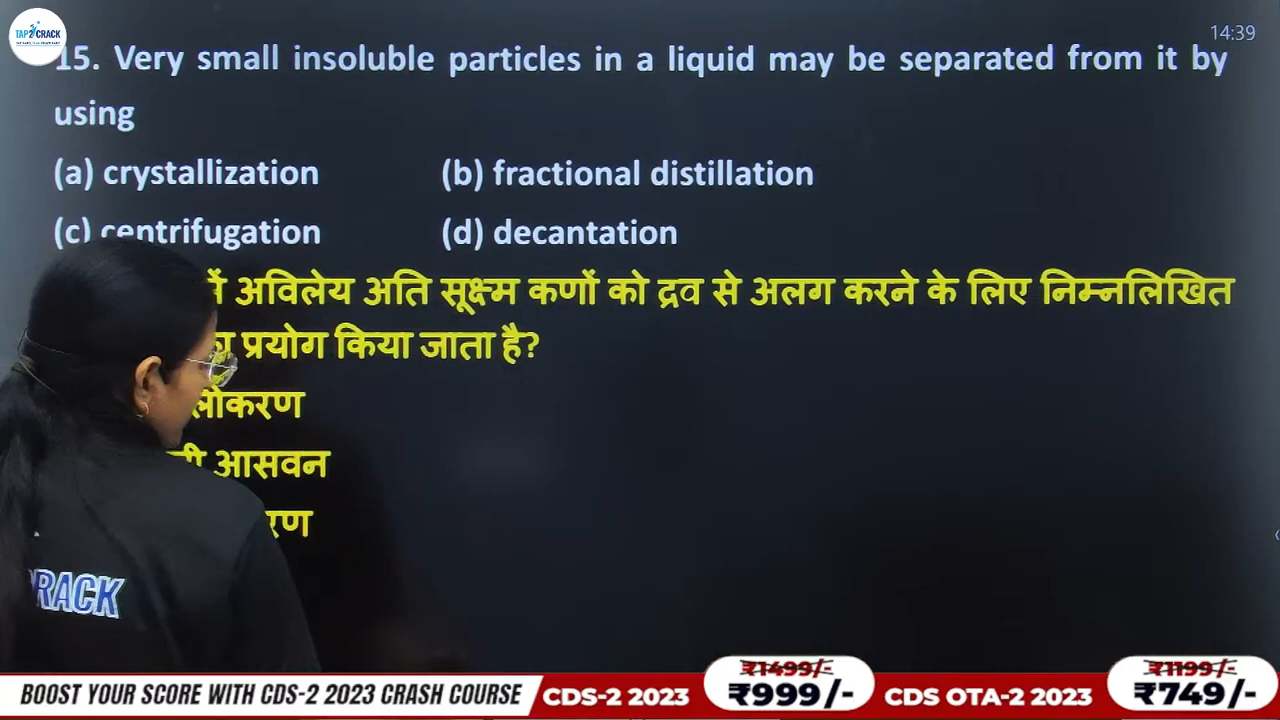 TAP2CRACK
14:39
15. Very small insoluble particles in a liquid may be separated from it by
using
(a) crystallization (b) fractional distillation
(c) centrifugation (d) decantation
में अविलेय अति सूक्ष्म कणों को द्रव से अलग करने के लिए निम्नलिखित
प्रयोग किया जाता है?
आसवन
RACK
BOOST YOUR SCORE WITH CDS-2 2023 CRASH COURSE CDS-2 2023 ₹1499/- ₹999/- CDS OTA-2 2023 ₹1199/- ₹749/-